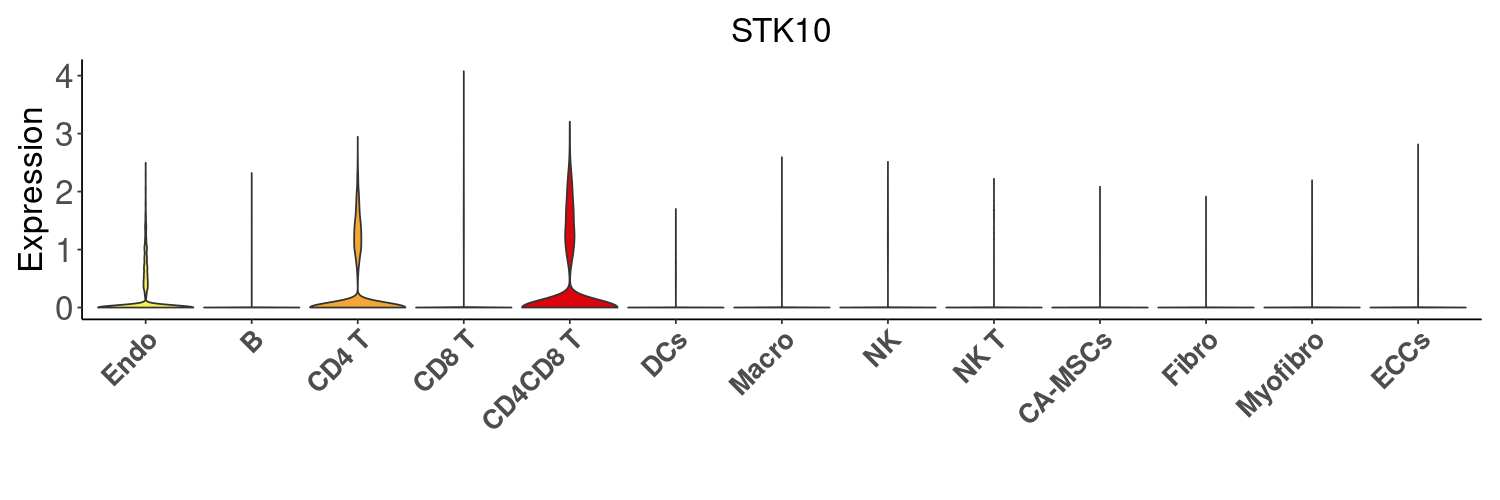 STK10
Expression
4
3
2
1
0
Endo
B
CD4 T
CD8 T
CD4CD8 T
DCs
Macro
NK
NK T
CA-MSCs
Fibro
Myofibro
ECCs